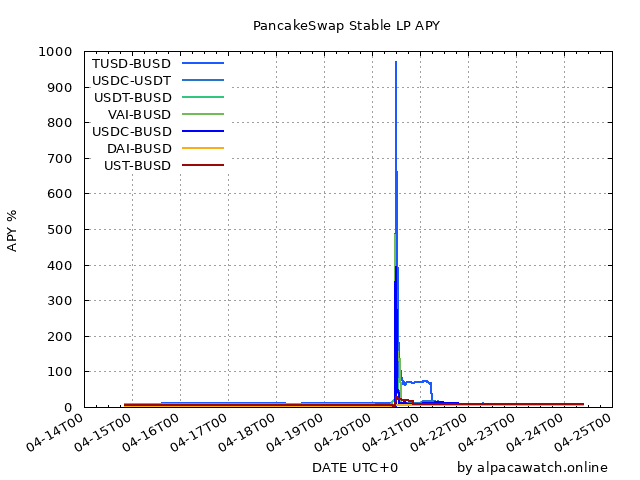 PancakeSwap Stable LP APY
1000
900
800
700
600
500
400
300
200
100
0
APY %
TUSD-BUSD
USDC-USDT
USDT-BUSD
VAI-BUSD
USDC-BUSD
DAI-BUSD
UST-BUSD
04-14T00
04-15T00
04-16T00
04-17T00
04-18T00
04-19T00
04-20T00
04-21T00
04-22T00
04-23T00
04-24T00
04-25T00
DATE UTC+0
by alpacawatch.online